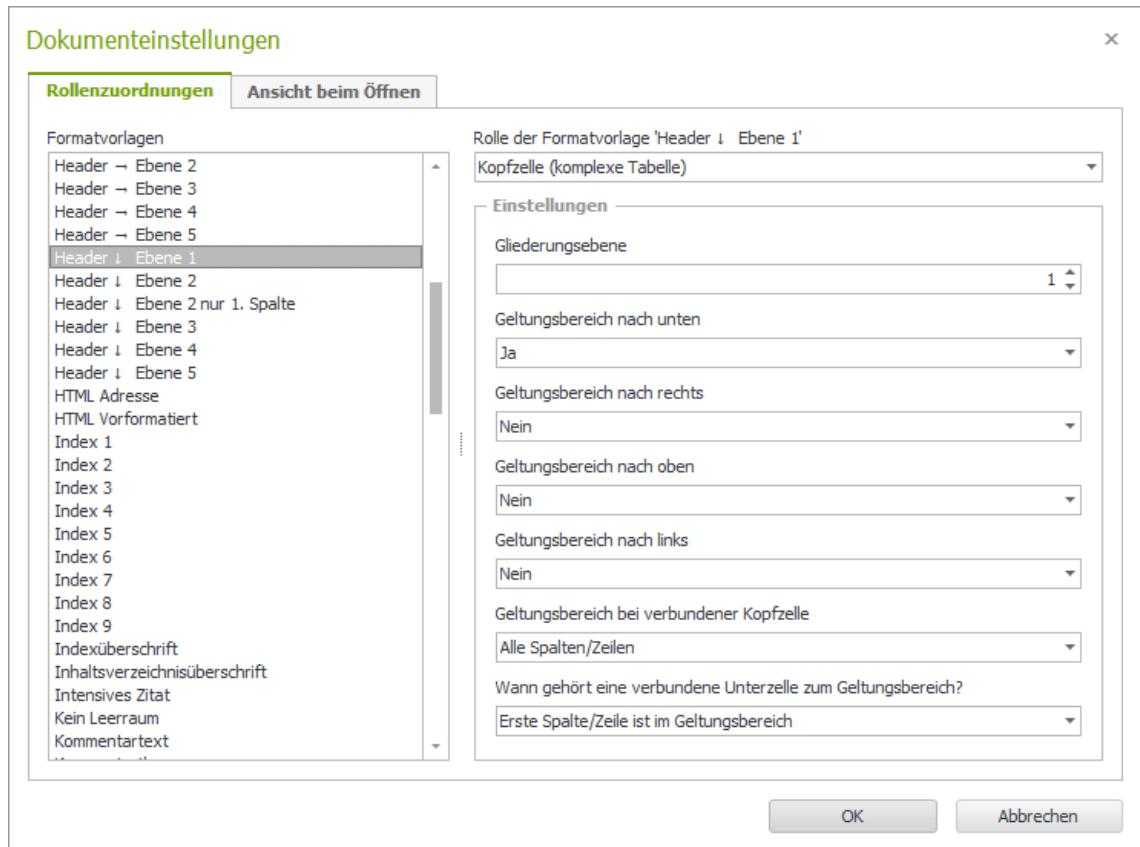 Dokumenteinstellungen
Rollenzuordnungen
Ansicht beim Öffnen
Formatvorlagen
Header → Ebene 2
Header → Ebene 3
Header → Ebene 4
Header → Ebene 5
Header ↓ Ebene 1
Header ↓ Ebene 2
Header ↓ Ebene 2 nur 1. Spalte
Header ↓ Ebene 3
Header ↓ Ebene 4
Header ↓ Ebene 5
HTML Adresse
HTML Vorformatiert
Index 1
Index 2
Index 3
Index 4
Index 5
Index 6
Index 7
Index 8
Index 9
Indexüberschrift
Inhaltsverzeichnisüberschrift
Intensives Zitat
Kein Leerraum
Kommentartext
Rolle der Formatvorlage 'Header ↓ Ebene 1'
Kopfzelle (komplexe Tabelle)
Einstellungen
Gliederungsebene
1
Geltungsbereich nach unten
Ja
Geltungsbereich nach rechts
Nein
Geltungsbereich nach oben
Nein
Geltungsbereich nach links
Nein
Geltungsbereich bei verbundener Kopfzelle
Alle Spalten/Zeilen
Wann gehört eine verbundene Unterzelle zum Geltungsbereich?
Erste Spalte/Zeile ist im Geltungsbereich
OK
Abbrechen